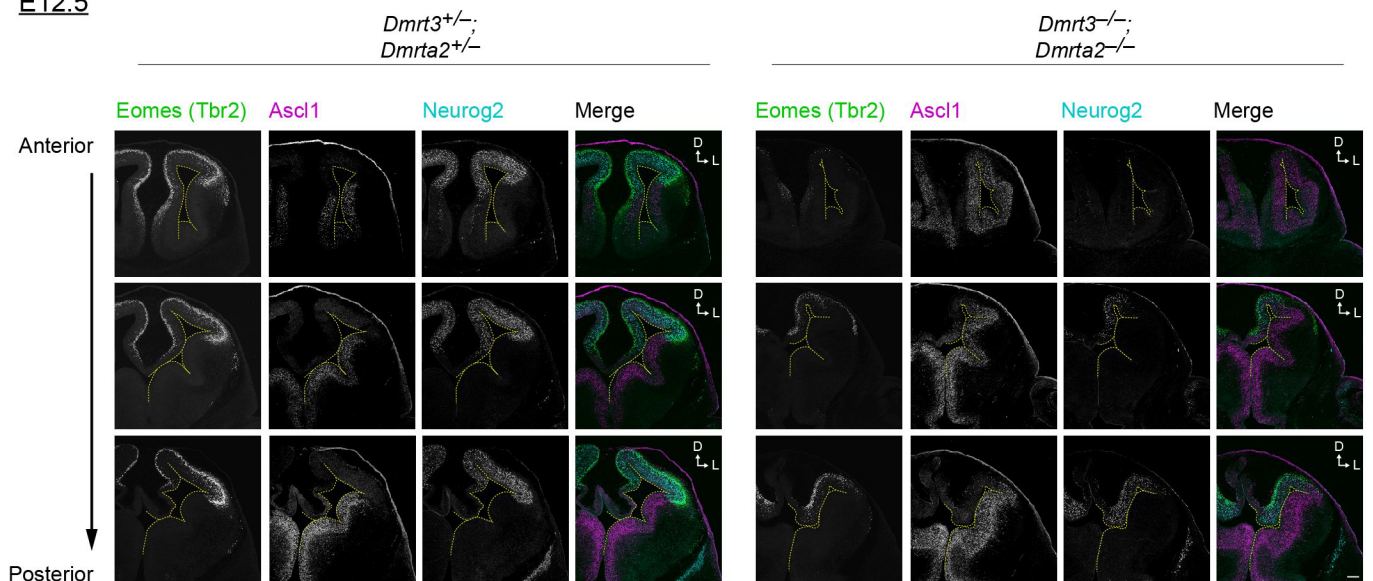 E12.5
Dmrt3+/–;
Dmrta2+/–
Dmrt3–/–;
Dmrta2–/–
Eomes (Tbr2) Ascl1 Neurog2 Merge Eomes (Tbr2) Ascl1 Neurog2 Merge
Anterior
D
L
D
L
D
L
D
L
D
L
D
L
Posterior